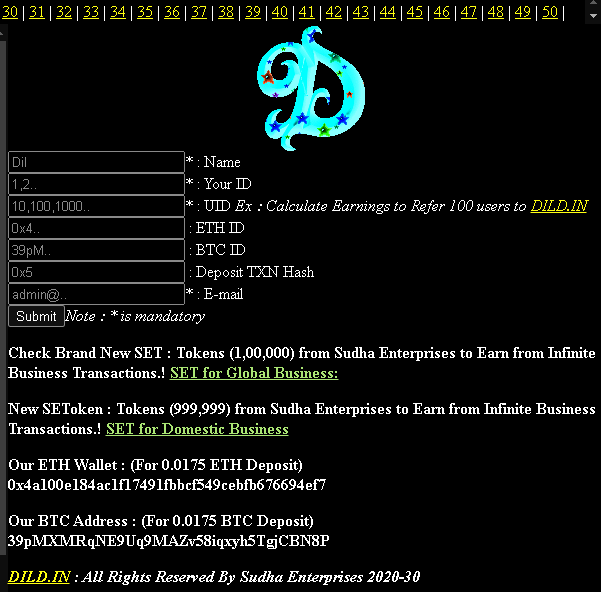 30 | 31 | 32 | 33 | 34 | 35 | 36 | 37 | 38 | 39 | 40 | 41 | 42 | 43 | 44 | 45 | 46 | 47 | 48 | 49 | 50 |
D
Dil * : Name
1,2.. * : Your ID
10,100,1000.. * : UID Ex : Calculate Earnings to Refer 100 users to DILD.IN
0x4.. : ETH ID
39pM.. : BTC ID
0x5 : Deposit TXN Hash
admin@.. * : E-mail
Submit Note : * is mandatory
Check Brand New SET : Tokens (1,00,000) from Sudha Enterprises to Earn from Infinite
Business Transactions.! SET for Global Business:
New SEToken : Tokens (999,999) from Sudha Enterprises to Earn from Infinite Business
Transactions.! SET for Domestic Business
Our ETH Wallet : (For 0.0175 ETH Deposit)
0x4a100e184ac1f17491fbbcf549cebfb676694ef7
Our BTC Address : (For 0.0175 BTC Deposit)
39pMXMRqNE9Uq9MAZv58iqxyh5TgjCBN8P
DILD.IN : All Rights Reserved By Sudha Enterprises 2020-30